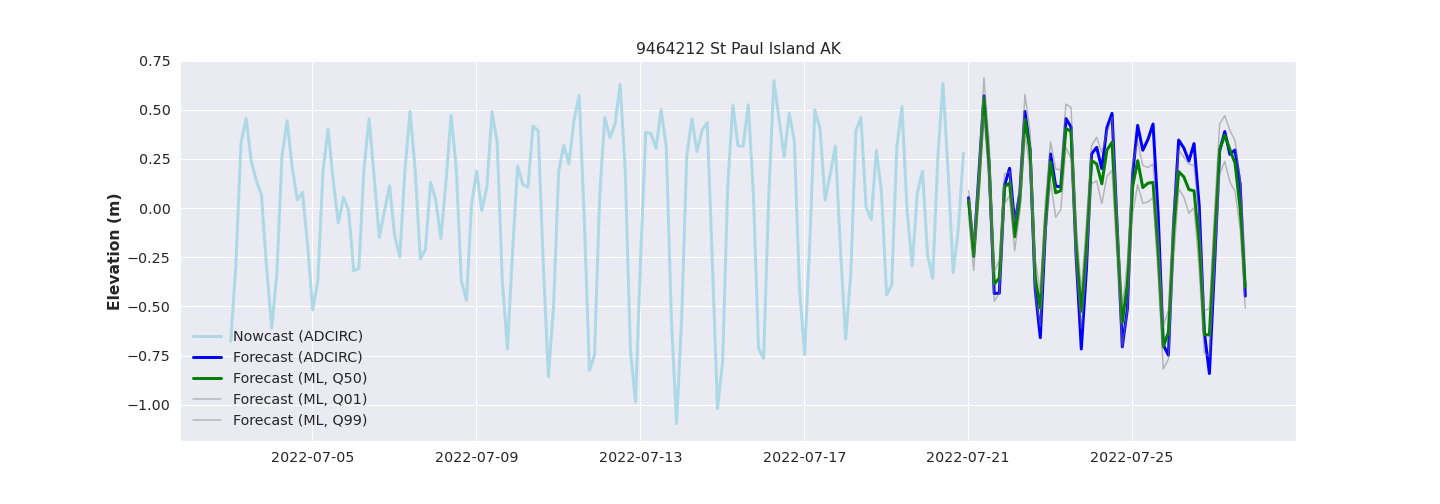 9464212 St Paul Island AK
0.75
0.50
0.25
0.00
−0.25
−0.50
−0.75
−1.00
Elevation (m)
Nowcast (ADCIRC)
Forecast (ADCIRC)
Forecast (ML, Q50)
Forecast (ML, Q01)
Forecast (ML, Q99)
2022-07-05 2022-07-09 2022-07-13 2022-07-17 2022-07-21 2022-07-25